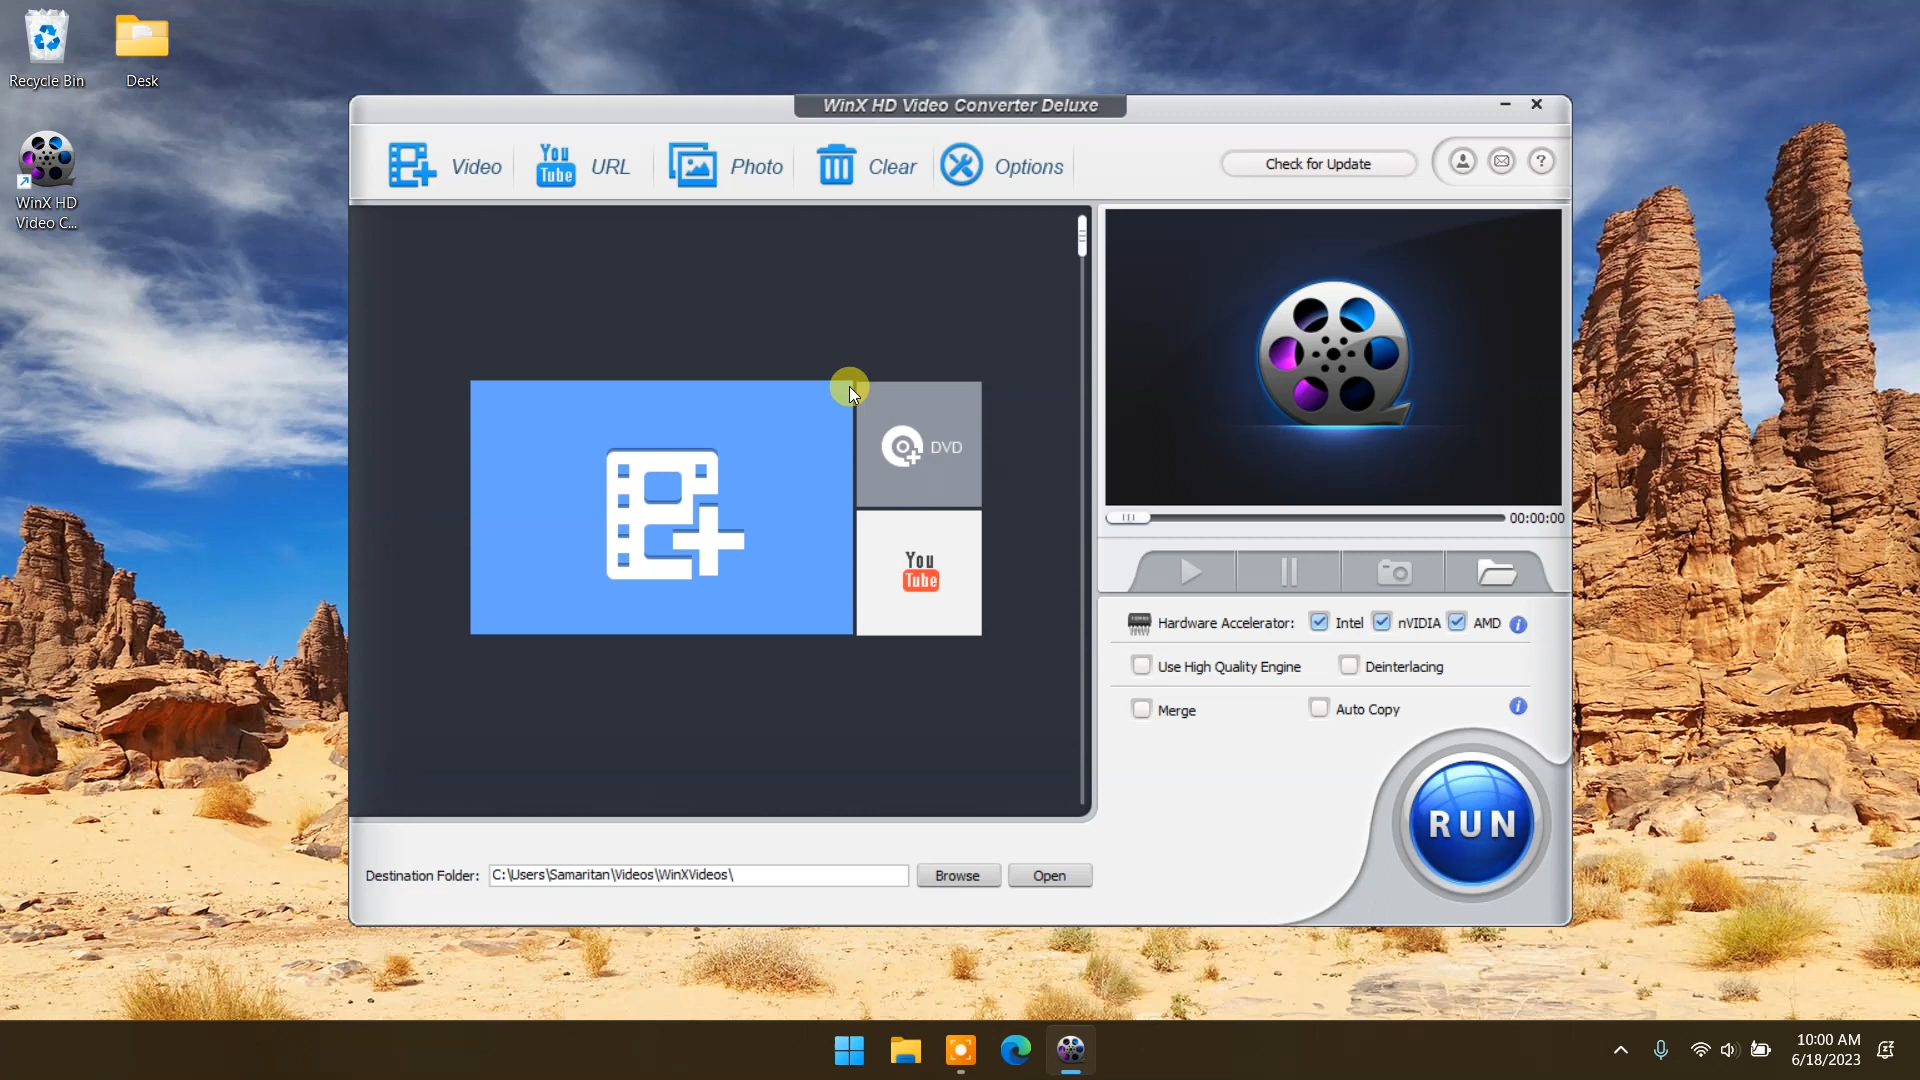 Recycle Bin
Desk
WinX HD
Video C...
WinX HD Video Converter Deluxe
Video
You
Tube
URL
Photo
Clear
Options
Check for Update
?
DVD
You
Tube
00:00:00
Hardware Accelerator:
Intel
nVIDIA
AMD
i
Use High Quality Engine
Deinterlacing
Merge
Auto Copy
i
RUN
Destination Folder:
C:\Users\Samaritan\Videos\WinXVideos\
Browse
Open
10:00 AM
6/18/2023